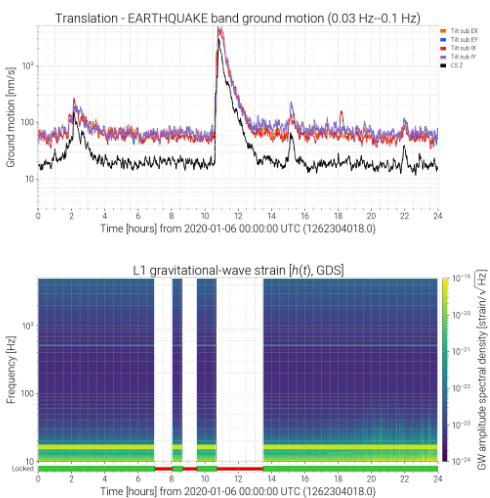 Translation - EARTHQUAKE band ground motion (0.03 Hz–0.1 Hz)
Tilt sub EX
Tilt sub EY
Tilt sub IX
Tilt sub IY
CS Z
Ground motion [nm/s]
10³
100
10
0 2 4 6 8 10 12 14 16 18 20 22 24
Time [hours] from 2020-01-06 00:00:00 UTC (1262304018.0)
L1 gravitational-wave strain [h(t), GDS]
Frequency [Hz]
10³
100
10
Locked
0 2 4 6 8 10 12 14 16 18 20 22 24
Time [hours] from 2020-01-06 00:00:00 UTC (1262304018.0)
10⁻¹⁹
10⁻²⁰
10⁻²¹
10⁻²²
10⁻²³
10⁻²⁴
GW amplitude spectral density [strain/√Hz]